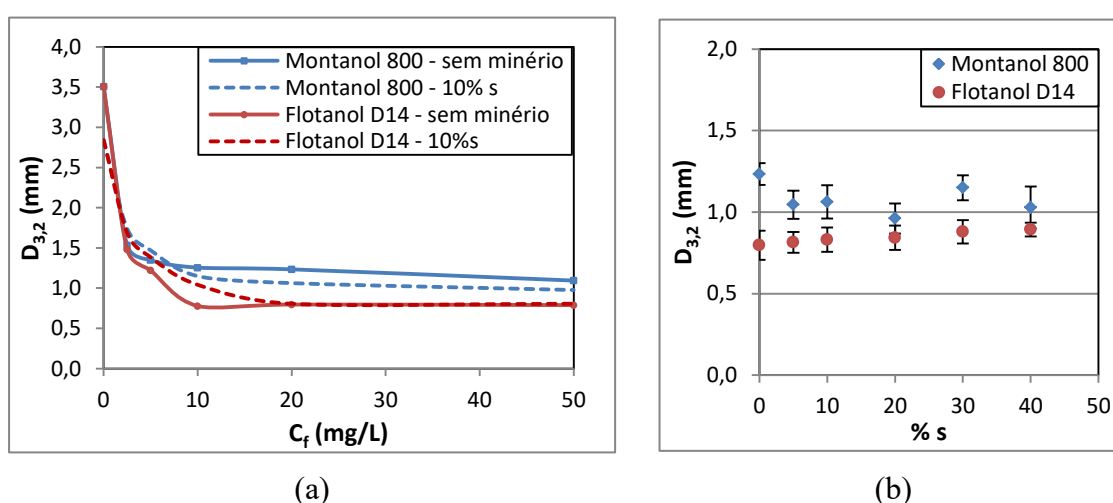 4,0
3,5
3,0
2,5
2,0
1,5
1,0
0,5
0,0
D3,2 (mm)
Montanol 800 - sem minério
Montanol 800 - 10% s
Flotanol D14 - sem minério
Flotanol D14 - 10%s
0 10 20 30 40 50
Cf (mg/L)
(a)
2,0
1,5
1,0
0,5
0,0
D3,2 (mm)
Montanol 800
Flotanol D14
0 10 20 30 40 50
% s
(b)